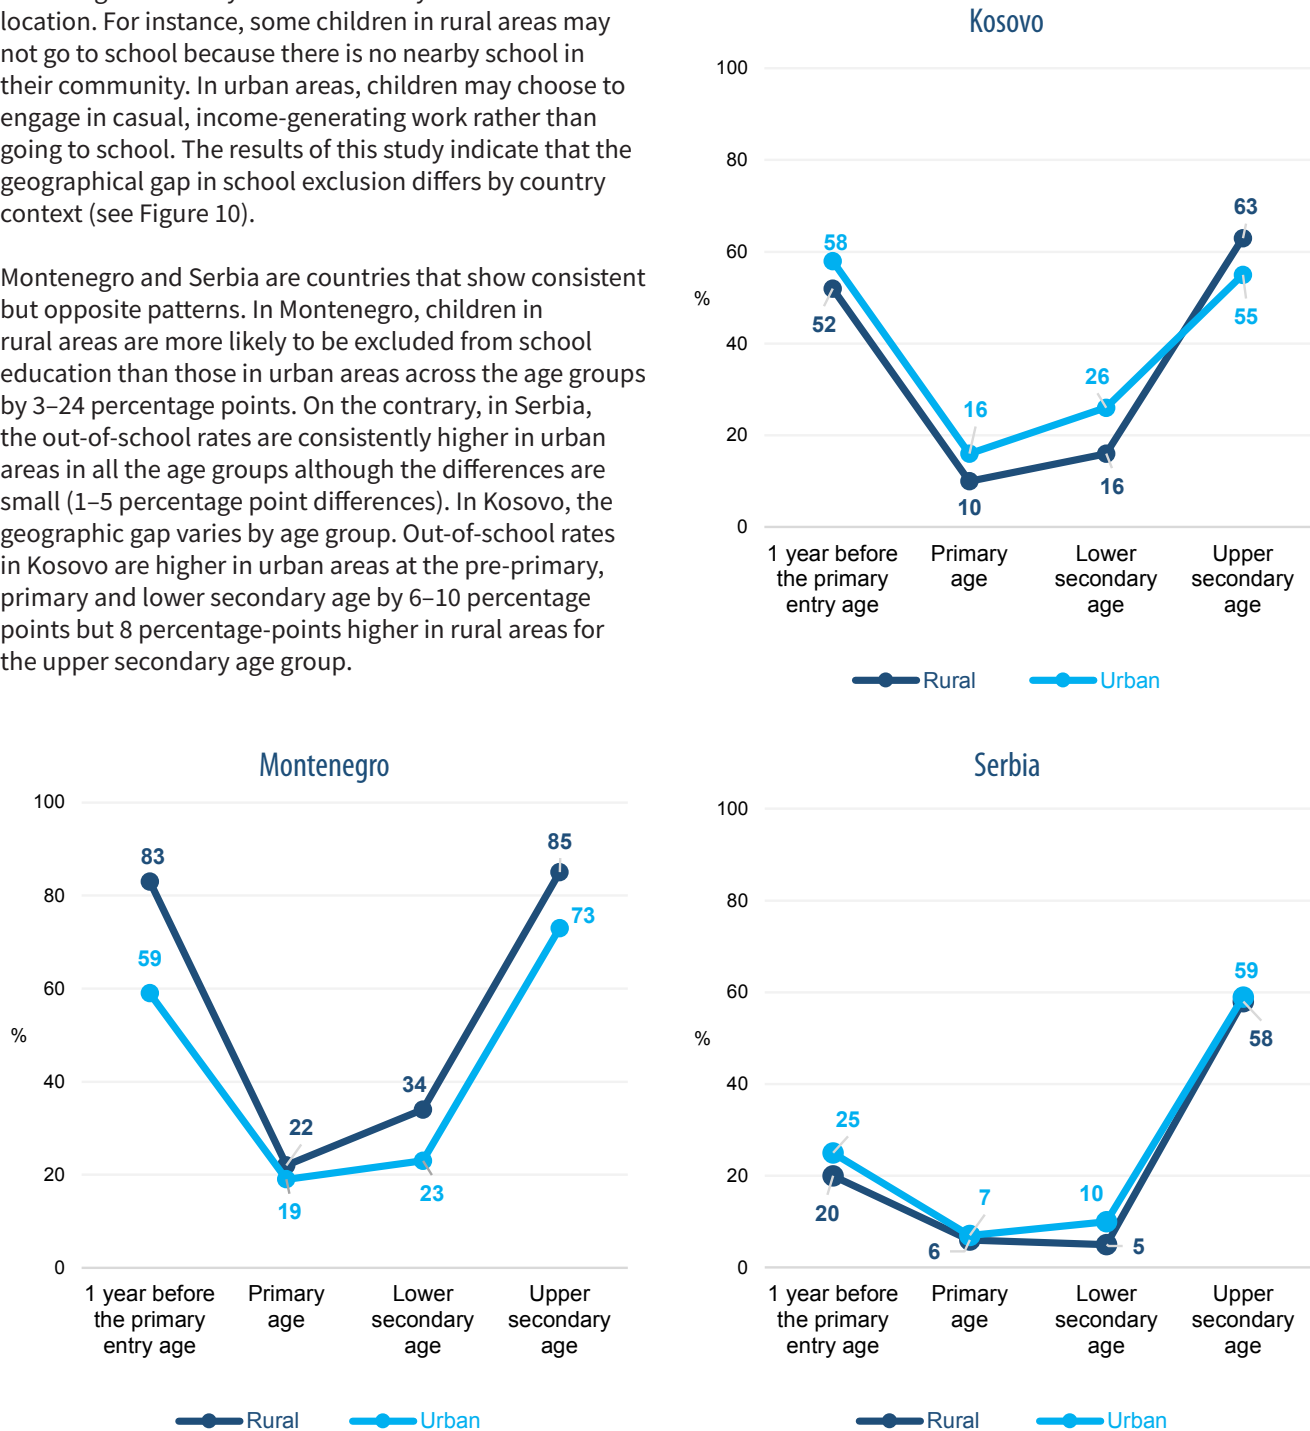 location. For instance, some children in rural areas may
not go to school because there is no nearby school in
their community. In urban areas, children may choose to
engage in casual, income-generating work rather than
going to school. The results of this study indicate that the
geographical gap in school exclusion differs by country
context (see Figure 10).
Montenegro and Serbia are countries that show consistent
but opposite patterns. In Montenegro, children in
rural areas are more likely to be excluded from school
education than those in urban areas across the age groups
by 3–24 percentage points. On the contrary, in Serbia,
the out-of-school rates are consistently higher in urban
areas in all the age groups although the differences are
small (1–5 percentage point differences). In Kosovo, the
geographic gap varies by age group. Out-of-school rates
in Kosovo are higher in urban areas at the pre-primary,
primary and lower secondary age by 6–10 percentage
points but 8 percentage-points higher in rural areas for
the upper secondary age group.
Kosovo
100
80
60
%
40
20
0
58
52
16
10
26
16
63
55
1 year before
the primary
entry age
Primary
age
Lower
secondary
age
Upper
secondary
age
Rural
Urban
Montenegro
100
80
60
%
40
20
0
83
59
22
19
34
23
85
73
1 year before
the primary
entry age
Primary
age
Lower
secondary
age
Upper
secondary
age
Rural
Urban
Serbia
100
80
60
%
40
20
0
25
20
7
6
10
5
59
58
1 year before
the primary
entry age
Primary
age
Lower
secondary
age
Upper
secondary
age
Rural
Urban